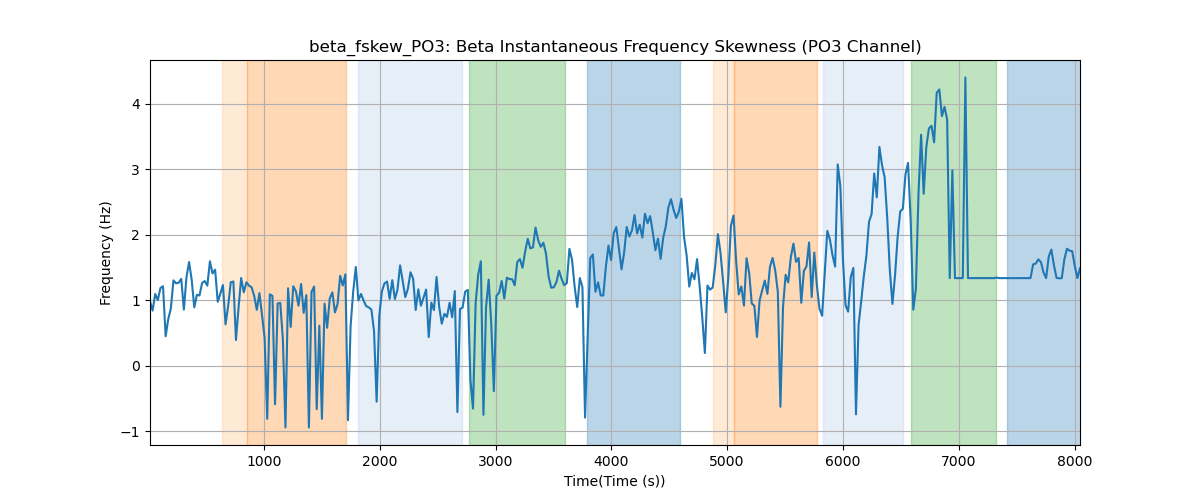 beta_fskew_PO3: Beta Instantaneous Frequency Skewness (PO3 Channel)
Frequency (Hz)
4
3
2
1
0
−1
1000 2000 3000 4000 5000 6000 7000 8000
Time(Time (s))